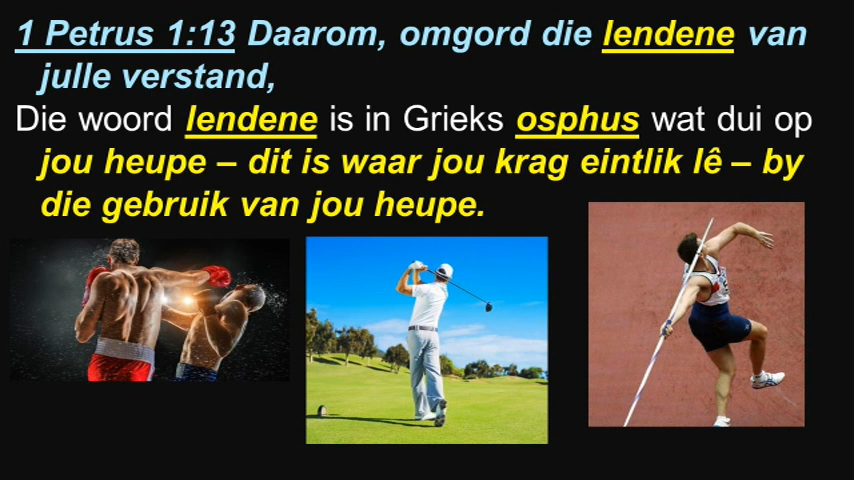 1 Petrus 1:13 Daarom, omgord die lendene van
julle verstand,
Die woord lendene is in Grieks osphus wat dui op
jou heupe – dit is waar jou krag eintlik lê – by
die gebruik van jou heupe.